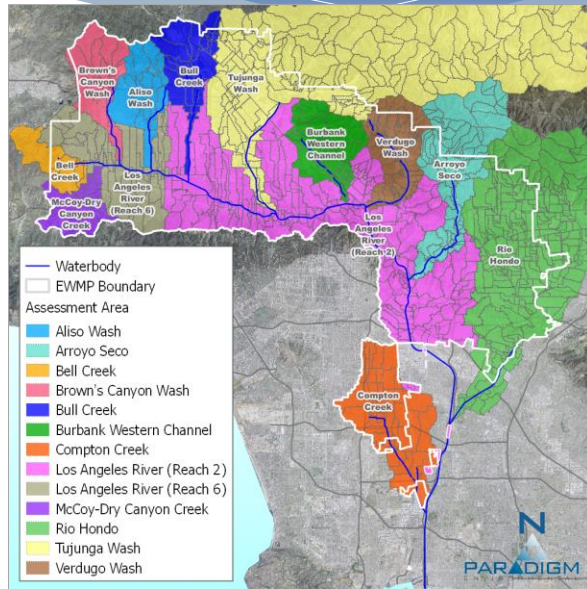 Brown's
Canyon
Wash
Aliso
Wash
Bull
Creek
Tujunga
Wash
Burbank
Western
Channel
Verdugo
Wash
Arroyo
Seco
Bell
Creek
Los
Angeles
River
(Reach 6)
McCoy-Dry
Canyon
Creek
Los
Angeles
River
(Reach 2)
Rio
Hondo
Compton
Creek
Waterbody
EWMP Boundary
Assessment Area
Aliso Wash
Arroyo Seco
Bell Creek
Brown's Canyon Wash
Bull Creek
Burbank Western Channel
Compton Creek
Los Angeles River (Reach 2)
Los Angeles River (Reach 6)
McCoy-Dry Canyon Creek
Rio Hondo
Tujunga Wash
Verdugo Wash
N
PARADIGM
ENVIRONMENTAL